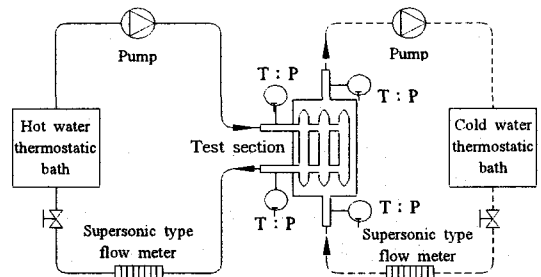 Pump
Pump
T : P
T : P
Hot water
thermostatic
bath
Test section
Cold water
thermostatic
bath
T : P
T : P
Supersonic type
flow meter
Supersonic type
flow meter